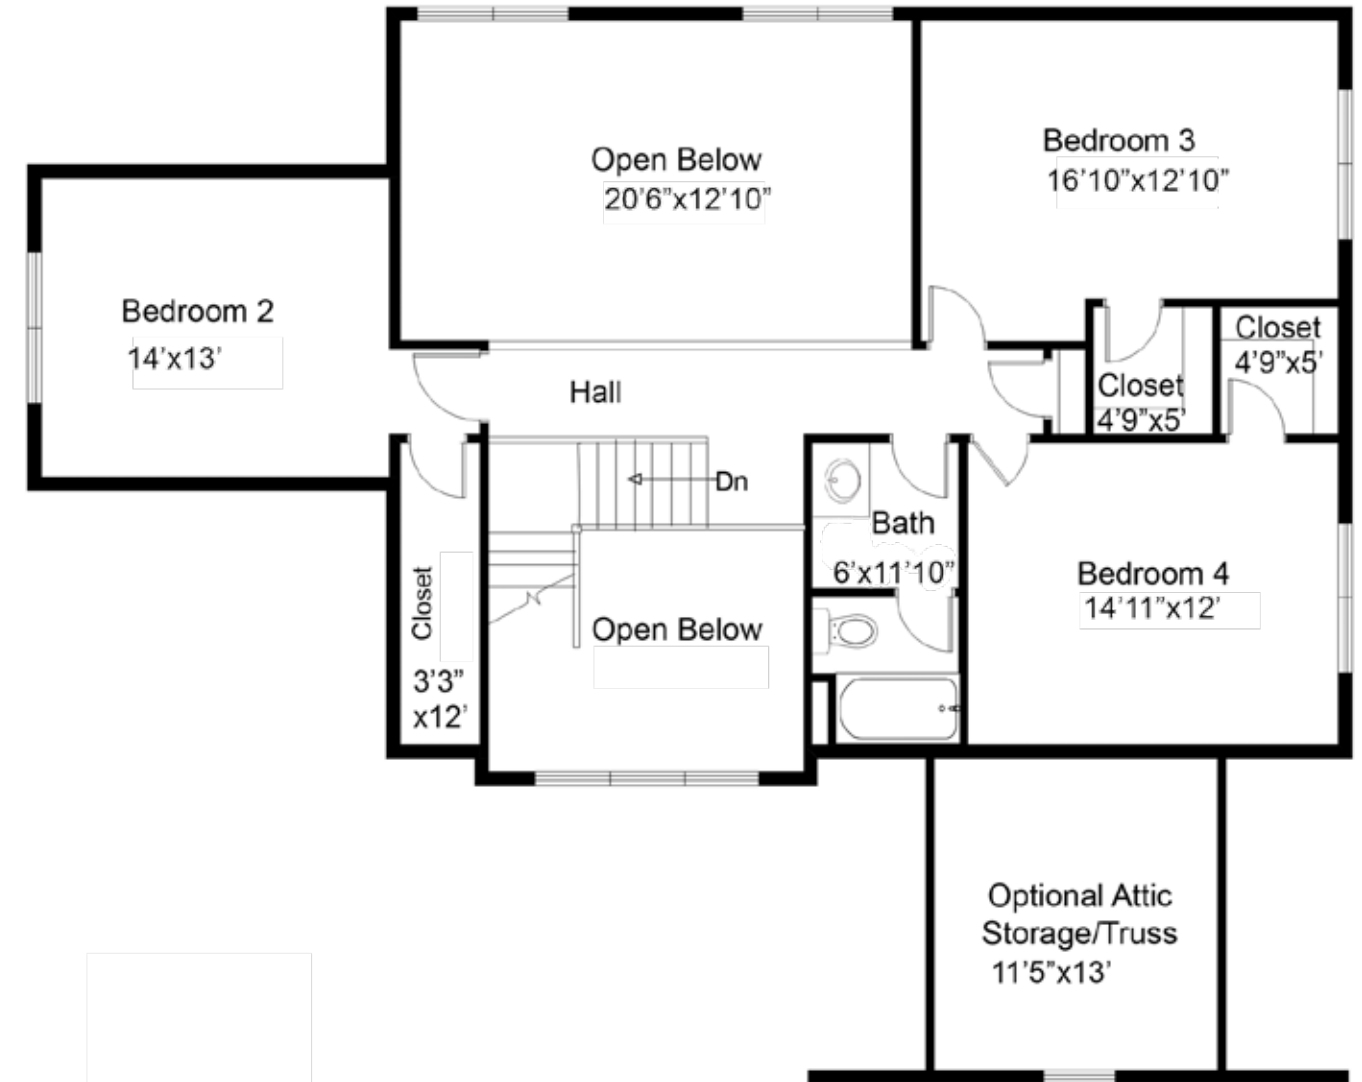 Open Below
20'6"x12'10"
Bedroom 3
16'10"x12'10"
Bedroom 2
14'x13'
Hall
Closet
4'9"x5'
Closet
4'9"x5'
Dn
Bath
6'x11'10"
Bedroom 4
14'11"x12'
Closet
3'3"
x12'
Open Below
Optional Attic
Storage/Truss
11'5"x13'